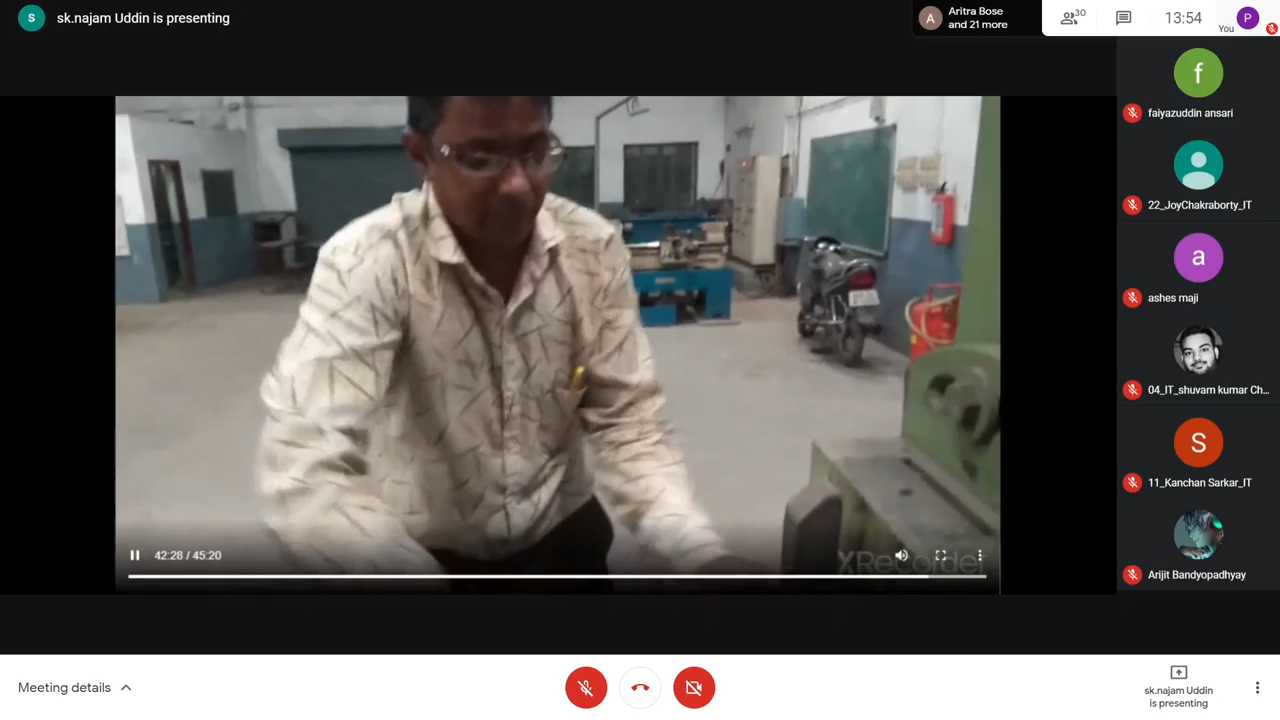 S
sk.najam Uddin is presenting
A
Aritra Bose
and 21 more
30
13:54
You
P
f
faiyazuddin ansari
22_JoyChakraborty_IT
a
ashes maji
04_IT_shuvam kumar Ch...
S
11_Kanchan Sarkar_IT
Arijit Bandyopadhyay
42:28 / 45:20
XRecorder
Meeting details
sk.najam Uddin
is presenting